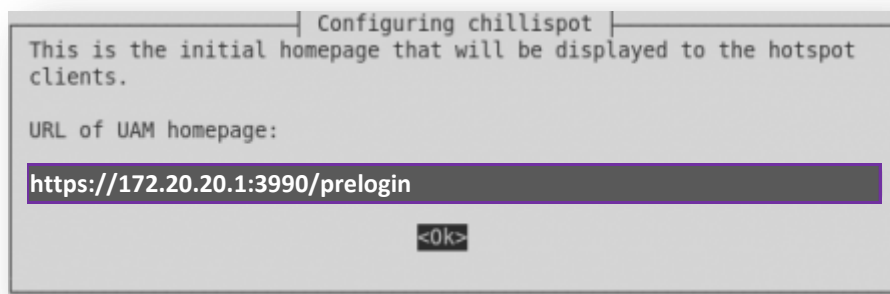 Configuring chillispot
This is the initial homepage that will be displayed to the hotspot
clients.
URL of UAM homepage:
https://172.20.20.1:3990/prelogin
<Ok>